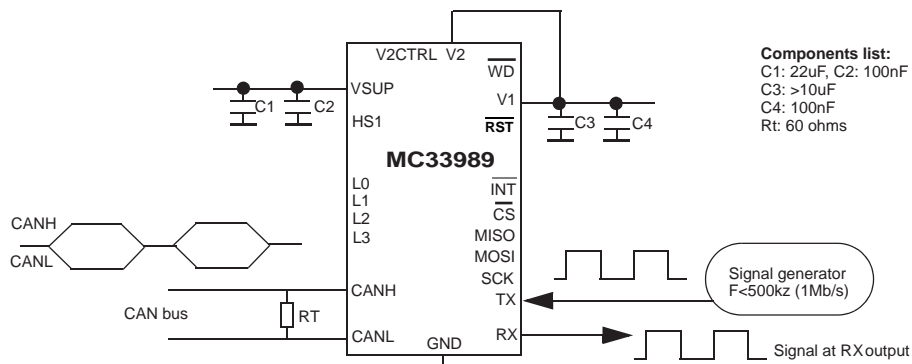 V2CTRL V2
WD
VSUP
V1
C1
C2
HS1
RST
C3
C4
MC33989
Components list:
C1: 22uF, C2: 100nF
C3: >10uF
C4: 100nF
Rt: 60 ohms
L0
L1
L2
L3
INT
CS
MISO
MOSI
SCK
TX
RX
CANH
CANL
CANH
CANL
GND
CAN bus
RT
Signal generator
F<500kz (1Mb/s)
Signal at RX output